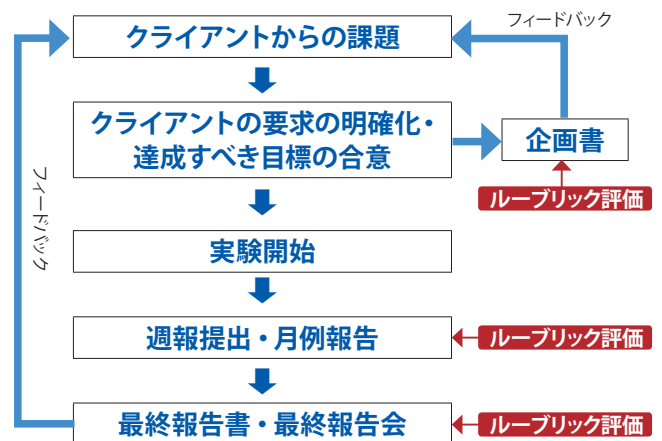 フィードバック
クライアントからの課題
クライアントの要求の明確化・
達成すべき目標の合意
企画書
ルーブリック評価
フィードバック
実験開始
週報提出・月例報告
ルーブリック評価
最終報告書・最終報告会
ルーブリック評価